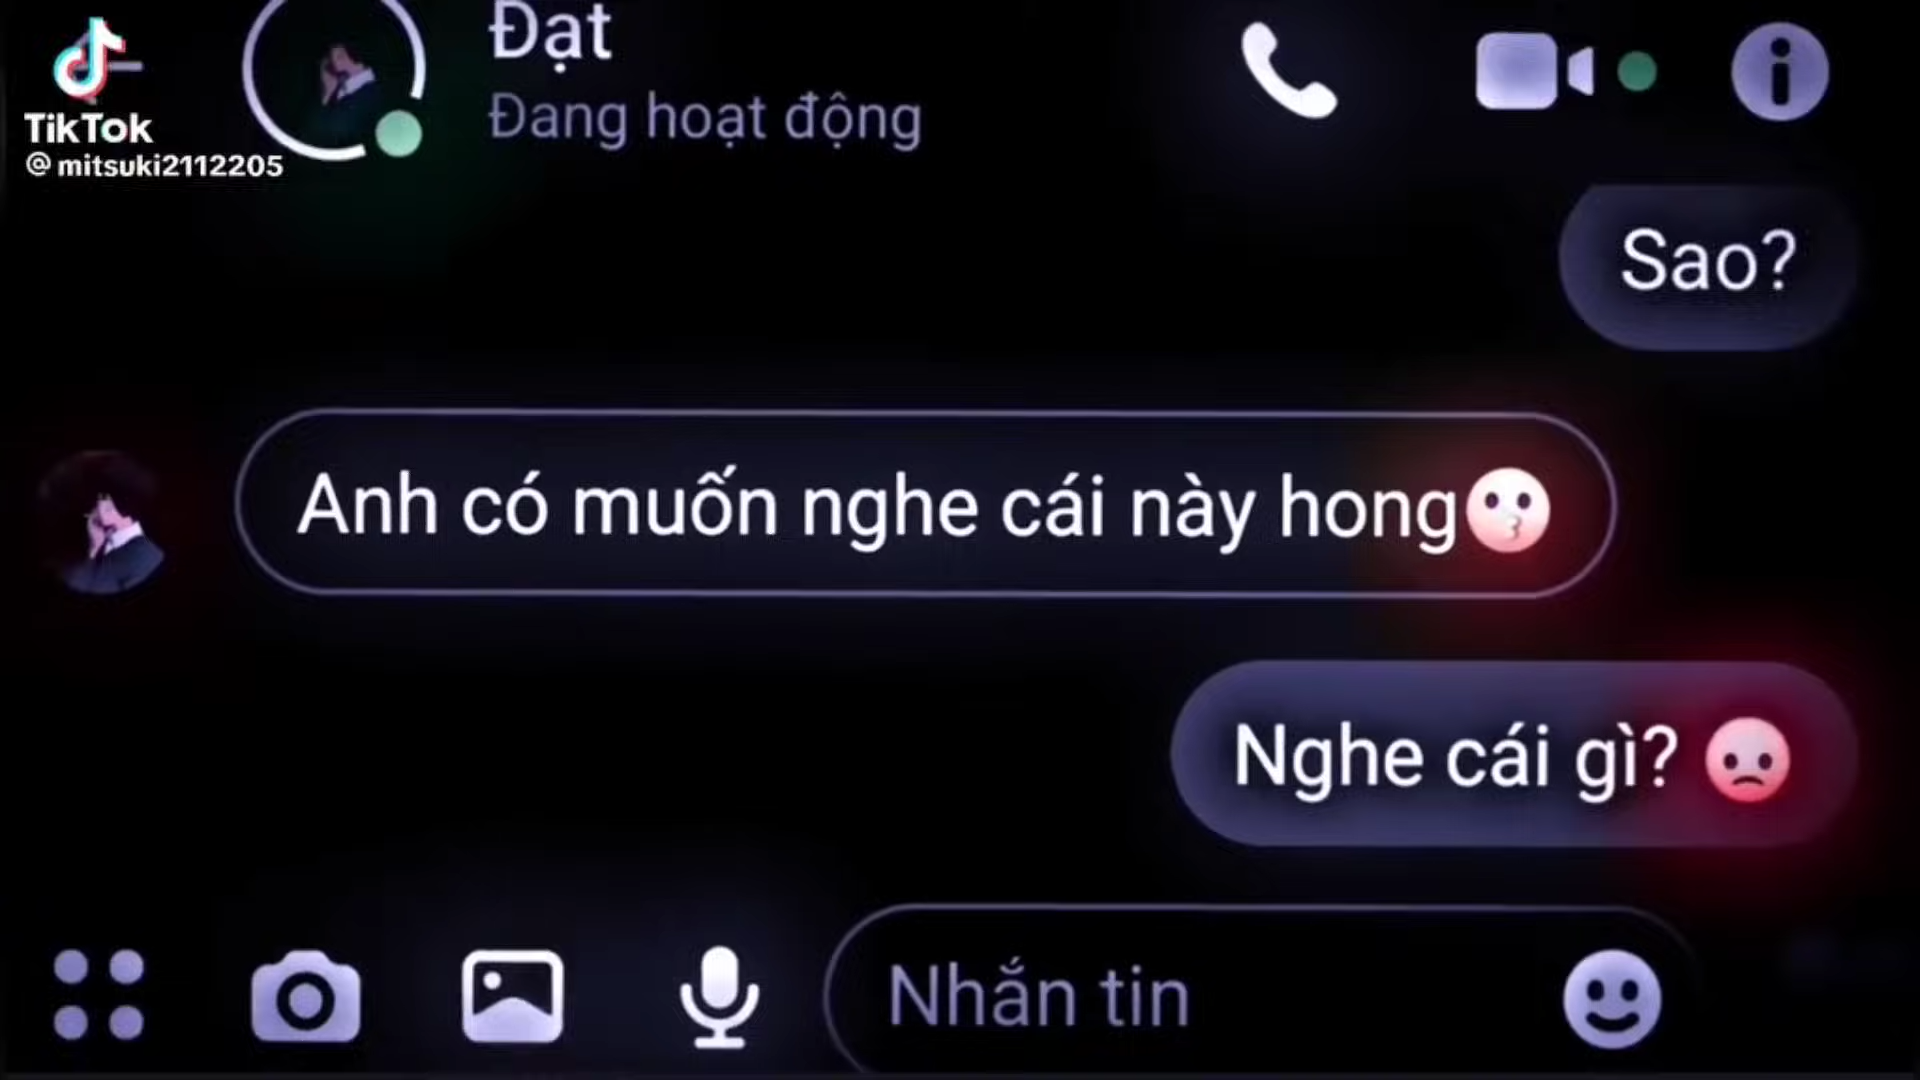 Đạt
Đang hoạt động
TikTok
@mitsuki2112205
Sao?
Anh có muốn nghe cái này hong😗
Nghe cái gì? 🙁
Nhắn tin